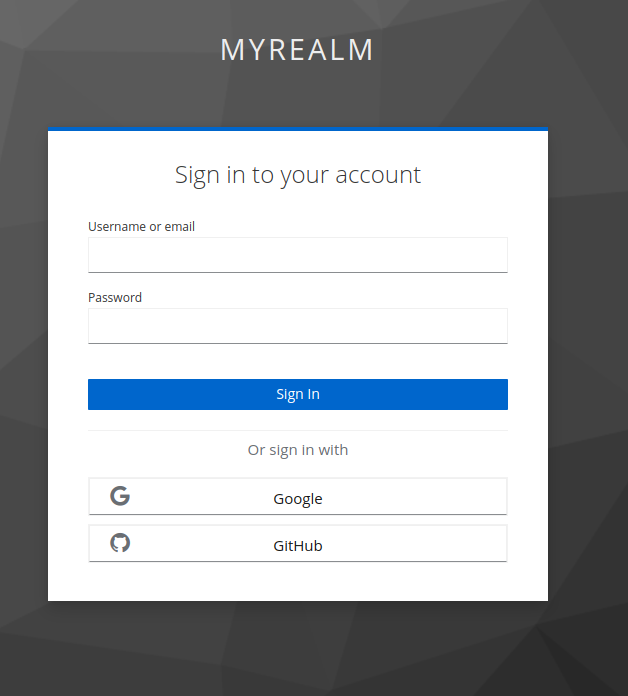 MYREALM
Sign in to your account
Username or email
Password
Sign In
Or sign in with
Google
GitHub